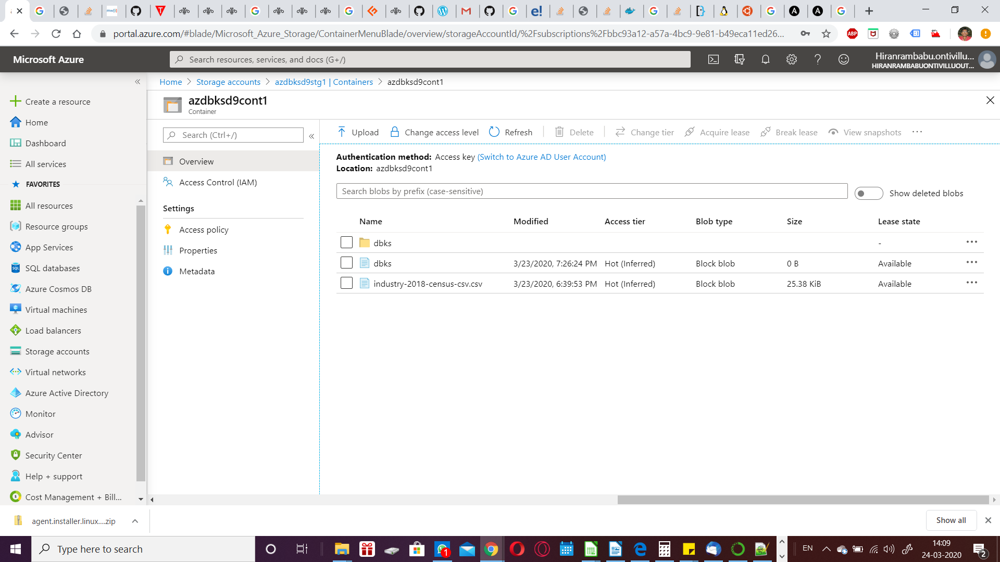 portal.azure.com/#blade/Microsoft_Azure_Storage/ContainerMenuBlade/overview/storageAccountId/%2Fsubscriptions%2Fbbc93a12-a57a-4bc9-9e81-b49eca11ed26...
Microsoft Azure
Search resources, services, and docs (G+/)
Hiranrambabu.ontivillu...
HIRANRAMBABUONTIVILLUOUT...
Home > Storage accounts > azdbksd9stg1 | Containers > azdbksd9cont1
azdbksd9cont1
Container
Create a resource
Home
Dashboard
All services
FAVORITES
All resources
Resource groups
App Services
SQL databases
Azure Cosmos DB
Virtual machines
Load balancers
Storage accounts
Virtual networks
Azure Active Directory
Monitor
Advisor
Security Center
Help + support
Cost Management + Bill...
Search (Ctrl+/)
Overview
Access Control (IAM)
Settings
Access policy
Properties
Metadata
Upload Change access level Refresh Delete Change tier Acquire lease Break lease View snapshots ...
Authentication method: Access key (Switch to Azure AD User Account)
Location: azdbksd9cont1
Search blobs by prefix (case-sensitive)
Show deleted blobs
Name Modified Access tier Blob type Size Lease state
dbks -
dbks 3/23/2020, 7:26:24 PM Hot (Inferred) Block blob 0 B Available
industry-2018-census-csv.csv 3/23/2020, 6:39:53 PM Hot (Inferred) Block blob 25.38 KiB Available
agent.installer.linux....zip
Show all
Type here to search
EN
14:09
24-03-2020
2
1
ABP
mw[i]
e!
SQL